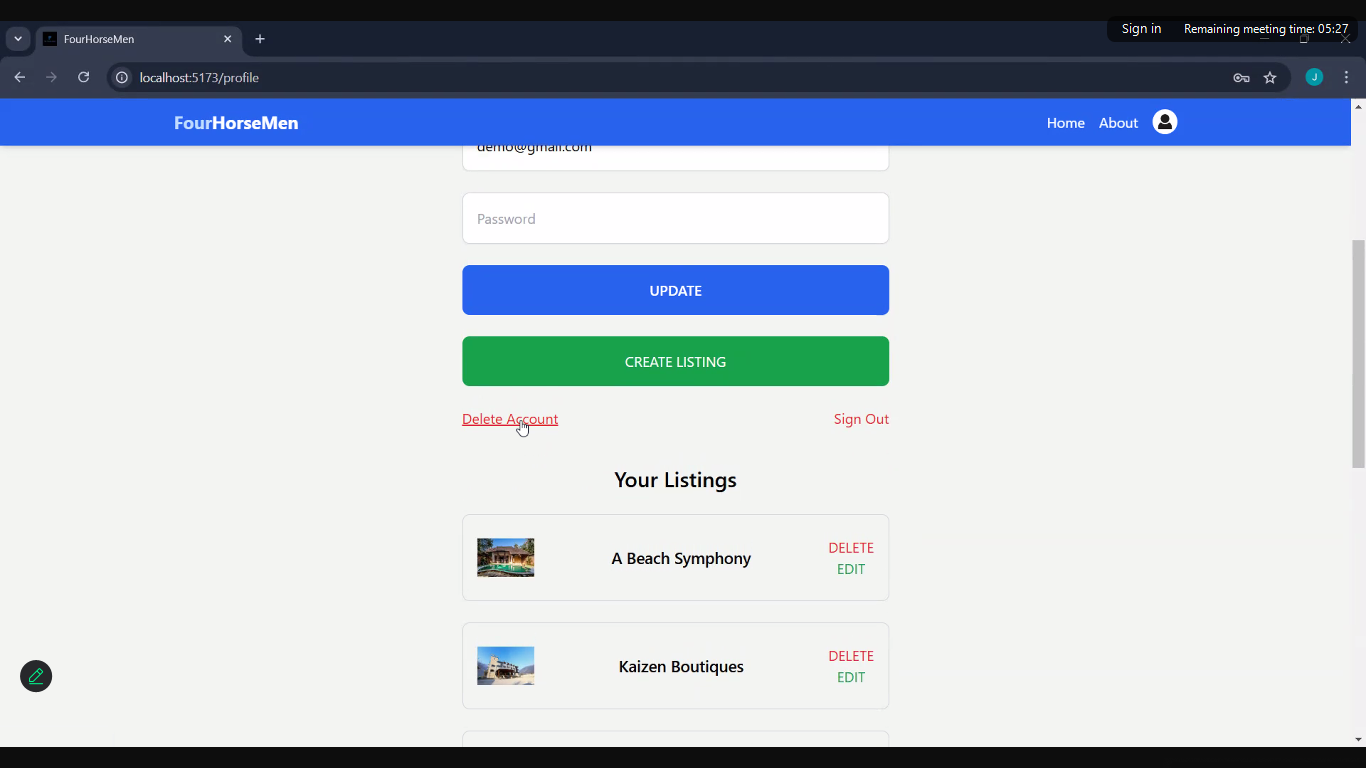 Sign in Remaining meeting time: 05:27
FourHorseMen
localhost:5173/profile
J
FourHorseMen Home About
demo@gmail.com
Password
UPDATE
CREATE LISTING
Delete Account Sign Out
Your Listings
A Beach Symphony
DELETE
EDIT
Kaizen Boutiques
DELETE
EDIT